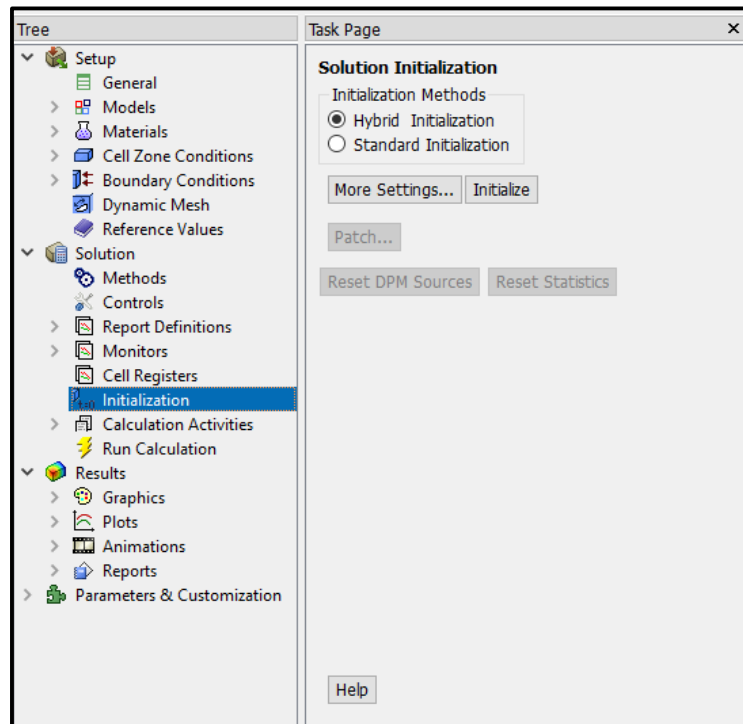 Tree
Setup
General
Models
Materials
Cell Zone Conditions
Boundary Conditions
Dynamic Mesh
Reference Values
Solution
Methods
Controls
Report Definitions
Monitors
Cell Registers
Initialization
Calculation Activities
Run Calculation
Results
Graphics
Plots
Animations
Reports
Parameters & Customization
Task Page
Solution Initialization
Initialization Methods
Hybrid Initialization
Standard Initialization
More Settings... Initialize
Patch...
Reset DPM Sources Reset Statistics
Help